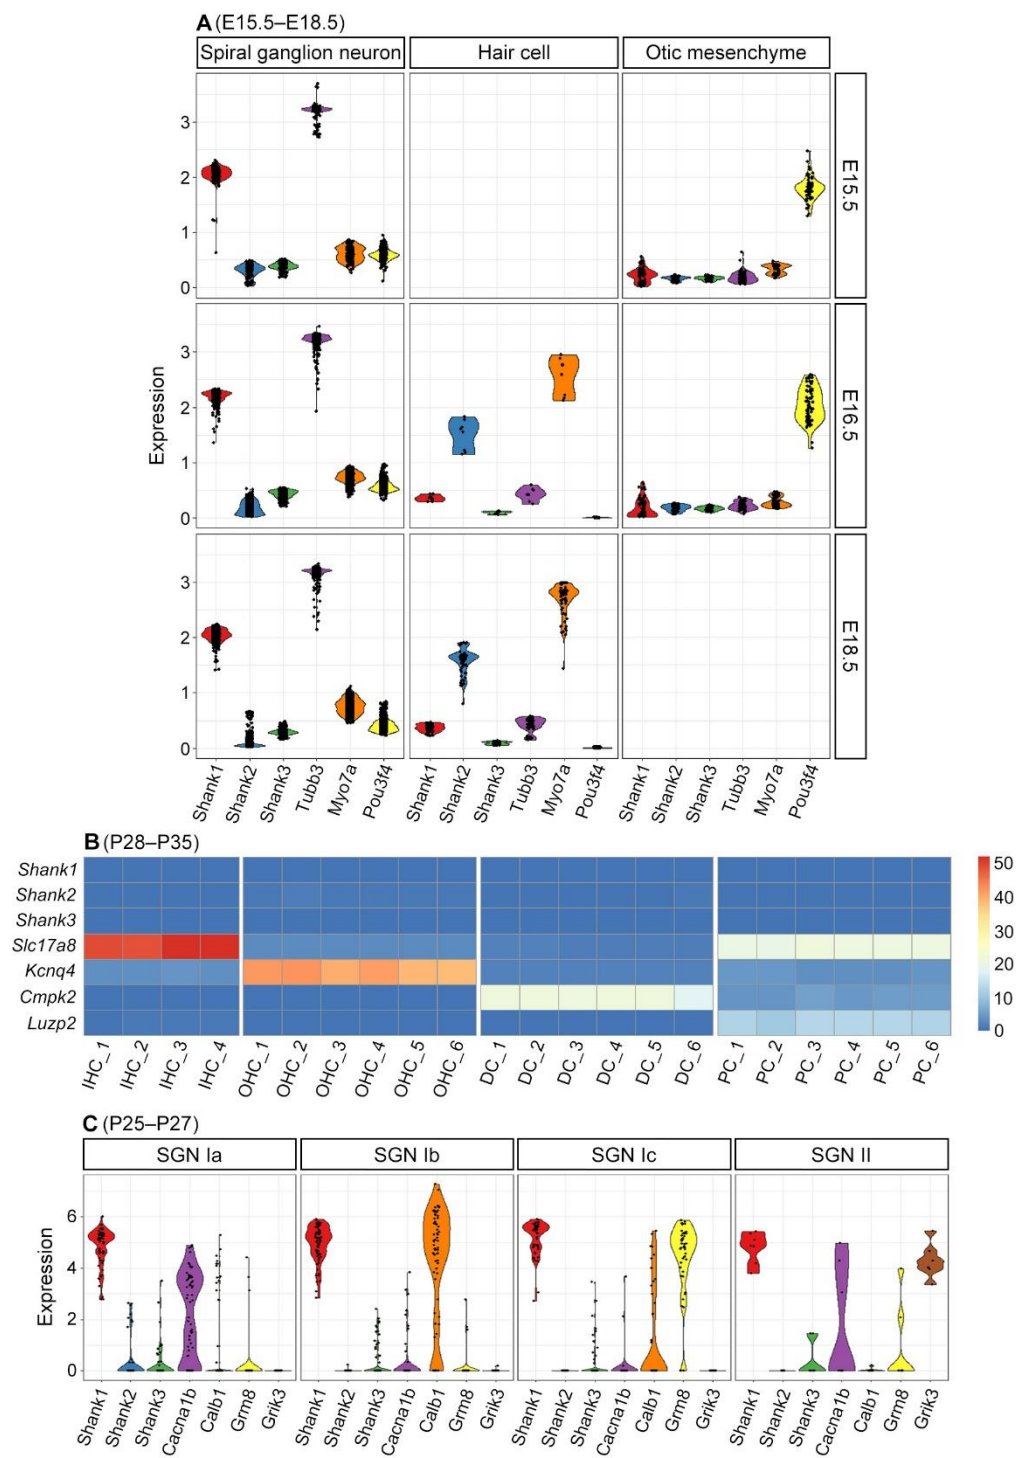 A (E15.5–E18.5)
Spiral ganglion neuron Hair cell Otic mesenchyme
3
2
1
0
E15.5
3
2
1
0
E16.5
3
2
1
0
E18.5
Expression
Shank1 Shank2 Shank3 Tubb3 Myo7a Pou3f4 Shank1 Shank2 Shank3 Tubb3 Myo7a Pou3f4 Shank1 Shank2 Shank3 Tubb3 Myo7a Pou3f4
B (P28–P35)
Shank1
Shank2
Shank3
Slc17a8
Kcnq4
Cmpk2
Luzp2
50
40
30
20
10
0
IHC_1 IHC_2 IHC_3 IHC_4 OHC_1 OHC_2 OHC_3 OHC_4 OHC_5 OHC_6 DC_1 DC_2 DC_3 DC_4 DC_5 DC_6 PC_1 PC_2 PC_3 PC_4 PC_5 PC_6
C (P25–P27)
SGN Ia SGN Ib SGN Ic SGN II
6
4
2
0
Expression
Shank1 Shank2 Shank3 Cacna1b Calb1 Grm8 Grik3 Shank1 Shank2 Shank3 Cacna1b Calb1 Grm8 Grik3 Shank1 Shank2 Shank3 Cacna1b Calb1 Grm8 Grik3 Shank1 Shank2 Shank3 Cacna1b Calb1 Grm8 Grik3